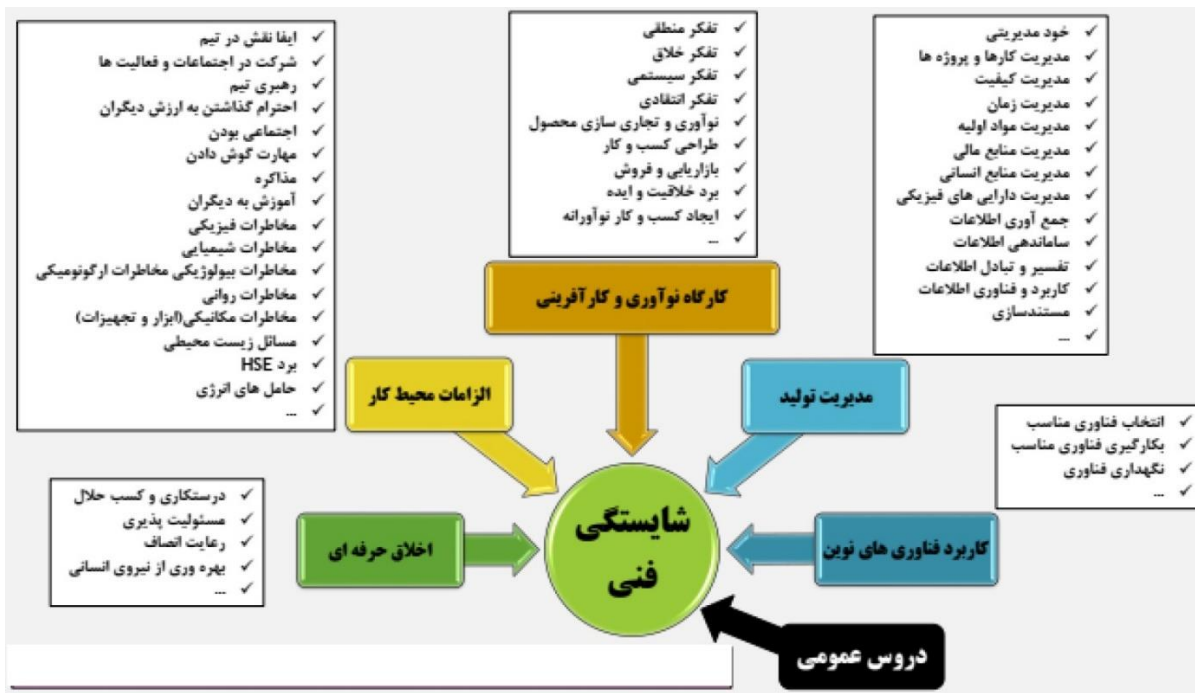 خود مدیریتی
مدیریت کارها و پروژه ها
مدیریت کیفیت
مدیریت زمان
مدیریت مواد اولیه
مدیریت منابع مالی
مدیریت منابع انسانی
مدیریت دارایی های فیزیکی
جمع آوری اطلاعات
ساماندهی اطلاعات
تفسیر و تبادل اطلاعات
کاربرد و فناوری اطلاعات
مستندسازی
...
تفکر منطقی
تفکر خلاق
تفکر سیستمی
تفکر انتقادی
نوآوری و تجاری سازی محصول
طراحی کسب و کار
بازاریابی و فروش
برد خلاقیت و ایده
ایجاد کسب و کار نوآورانه
...
ایفا نقش در تیم
شرکت در اجتماعات و فعالیت ها
رهبری تیم
احترام گذاشتن به ارزش دیگران
اجتماعی بودن
مهارت گوش دادن
مذاکره
آموزش به دیگران
مخاطرات فیزیکی
مخاطرات شیمیایی
مخاطرات بیولوژیکی مخاطرات ارگونومیکی
مخاطرات روانی
مخاطرات مکانیکی(ابزار و تجهیزات)
مسائل زیست محیطی
برد HSE
حامل های انرژی
...
کارگاه نوآوری و کارآفرینی
مدیریت تولید
الزامات محیط کار
انتخاب فناوری مناسب
بکارگیری فناوری مناسب
نگهداری فناوری
...
درستکاری و کسب حلال
مسئولیت پذیری
رعایت انصاف
بهره وری از نیروی انسانی
...
کاربرد فناوری های نوین
شایستگی
فنی
اخلاق حرفه ای
دروس عمومی